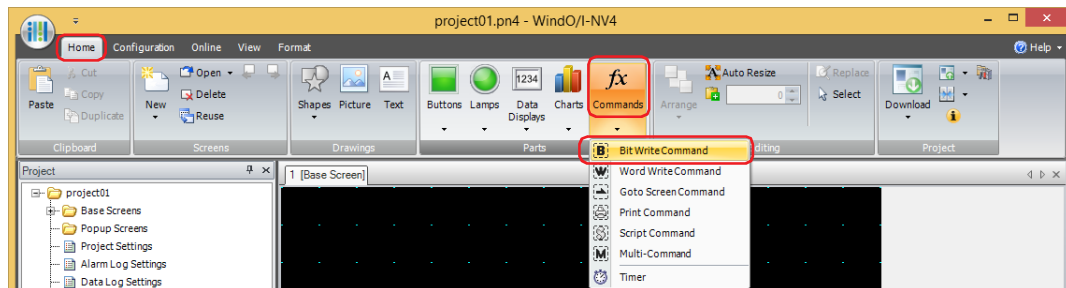 project01.pn4 - WindO/I-NV4
Home Configuration Online View Format Help
Cut
Copy
Duplicate
Paste
New
Open
Delete
Reuse
Shapes Picture Text
1234
Buttons Lamps Data Displays Charts
fx
Commands
Arrange
Auto Resize
0
Replace
Select
Download
Clipboard Screens Drawings Parts diting Project
Project
1 [Base Screen]
project01
Base Screens
Popup Screens
Project Settings
Alarm Log Settings
Data Log Settings
B Bit Write Command
W Word Write Command
Goto Screen Command
Print Command
Script Command
M Multi-Command
Timer